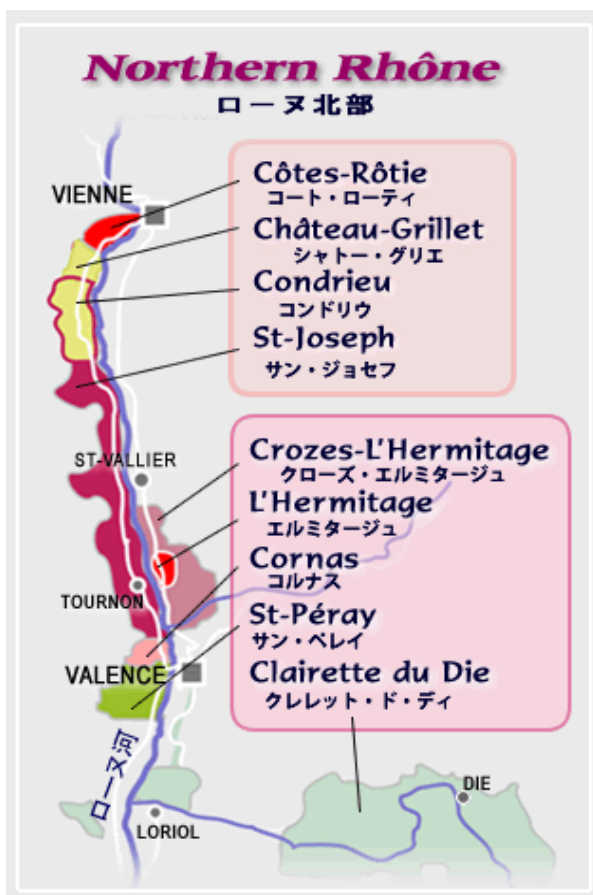 Northern Rhône
ローヌ北部
VIENNE
Côtes-Rôtie
コート・ローティ
Château-Grillet
シャトー・グリエ
Condrieu
コンドリウ
St-Joseph
サン・ジョセフ
ST-VALLIER
Crozes-L'Hermitage
クローズ・エルミタージュ
L'Hermitage
エルミタージュ
Cornas
コルナス
TOURNON
St-Péray
サン・ペレイ
VALENCE
Clairette du Die
クレレット・ド・ディ
ローヌ河
DIE
LORIOL